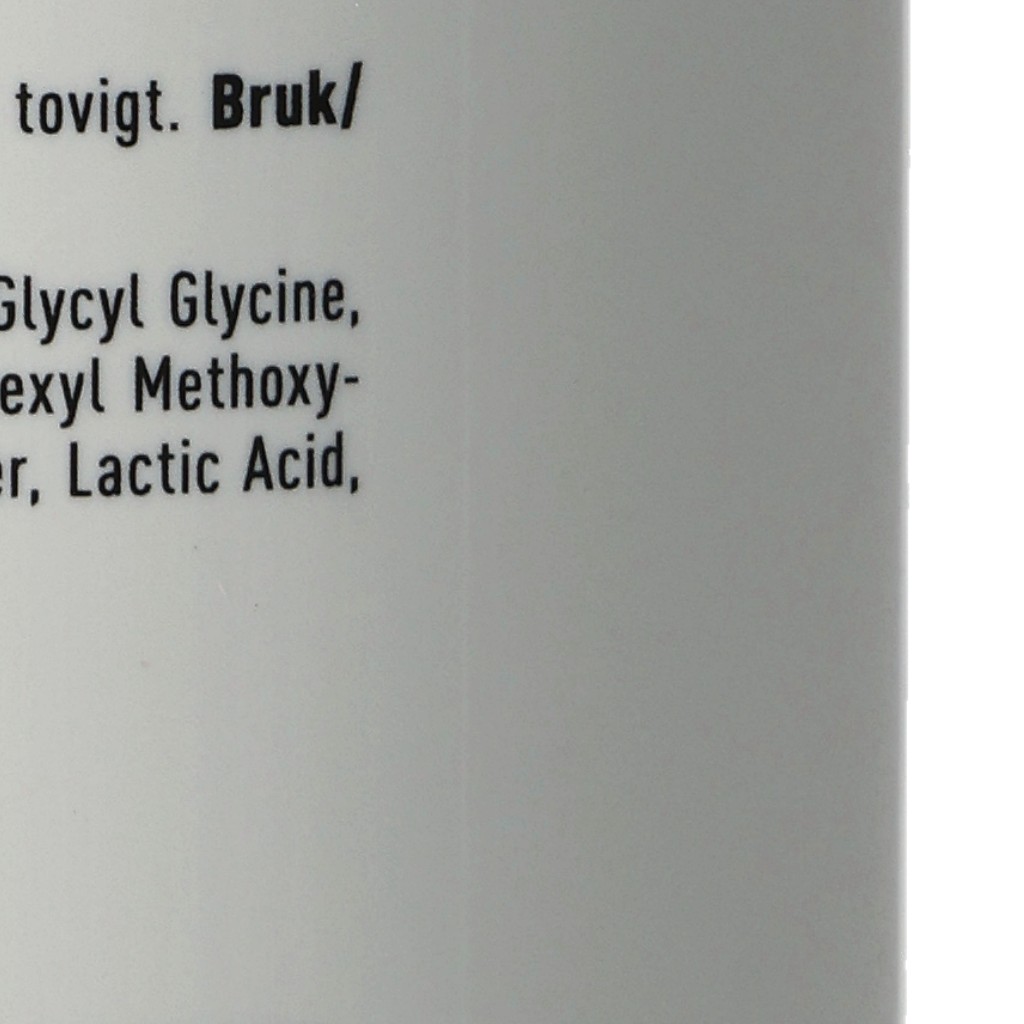 tovigt. Bruk/
Glycyl Glycine,
exyl Methoxy-
er, Lactic Acid,